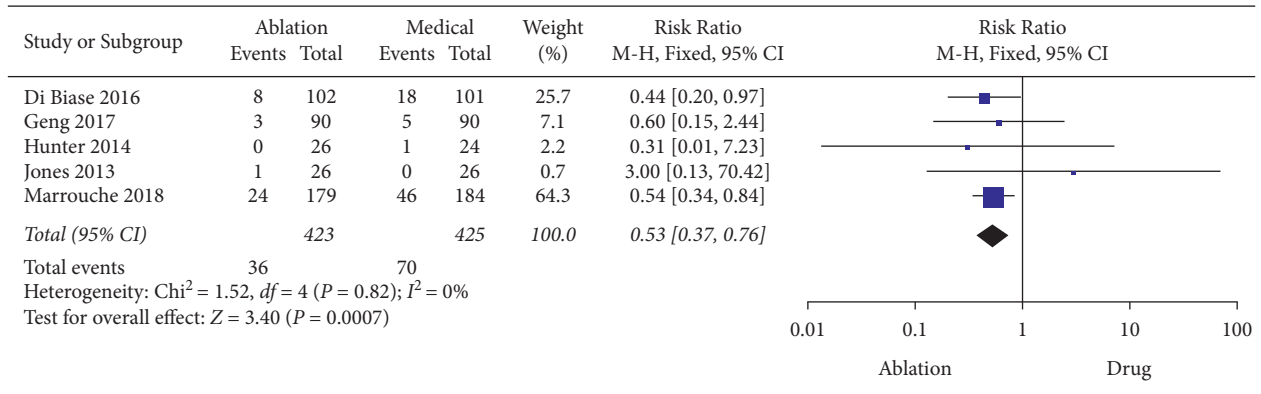 Study or Subgroup Ablation Medical Weight Risk Ratio Risk Ratio
Events Total Events Total (%) M-H, Fixed, 95% CI M-H, Fixed, 95% CI
Di Biase 2016 8 102 18 101 25.7 0.44 [0.20, 0.97]
Geng 2017 3 90 5 90 7.1 0.60 [0.15, 2.44]
Hunter 2014 0 26 1 24 2.2 0.31 [0.01, 7.23]
Jones 2013 1 26 0 26 0.7 3.00 [0.13, 70.42]
Marrouche 2018 24 179 46 184 64.3 0.54 [0.34, 0.84]
Total (95% CI) 423 425 100.0 0.53 [0.37, 0.76]
Total events 36 70
Heterogeneity: Chi² = 1.52, df = 4 (P = 0.82); I² = 0%
Test for overall effect: Z = 3.40 (P = 0.0007)
0.01 0.1 1 10 100
Ablation Drug